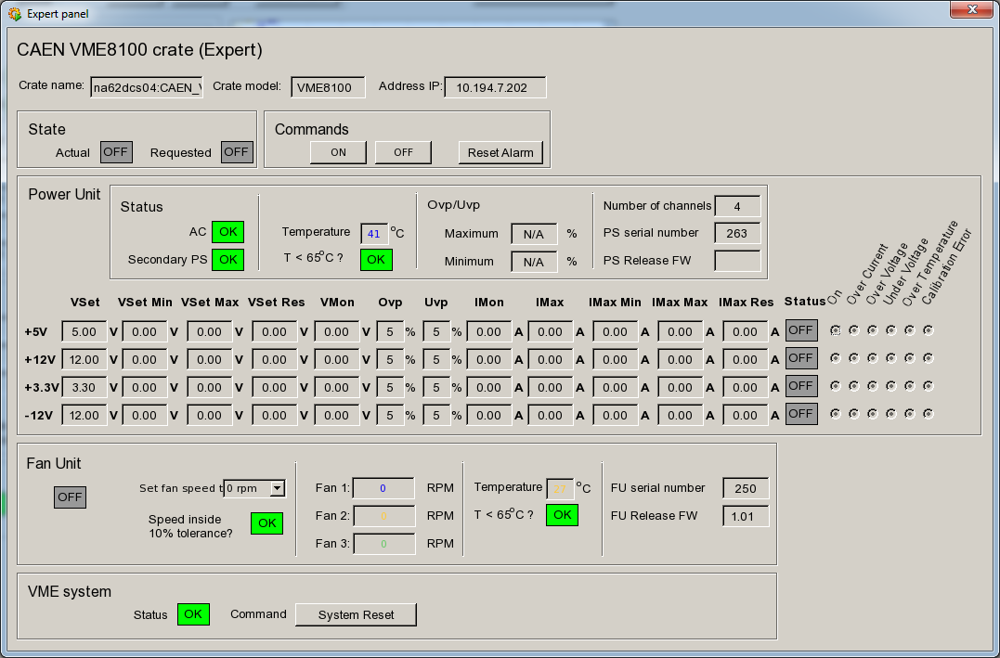 Expert panel
CAEN VME8100 crate (Expert)
Crate name: na62dcs04:CAEN_V Crate model: VME8100 Address IP: 10.194.7.202
State
Actual OFF Requested OFF
Commands
ON OFF Reset Alarm
Power Unit
Status
AC OK
Secondary PS OK
Temperature 41 °C
T < 65°C ? OK
Ovp/Uvp
Maximum N/A %
Minimum N/A %
Number of channels 4
PS serial number 263
PS Release FW
VSet VSet Min VSet Max VSet Res VMon Ovp Uvp IMon IMax IMax Min IMax Max IMax Res Status On Over Current Over Voltage Under Voltage Over Temperature Calibration Error
+5V 5.00 V 0.00 V 0.00 V 0.00 V 0.00 V 5 % 5 % 0.00 A 0.00 A 0.00 A 0.00 A 0.00 A OFF
+12V 12.00 V 0.00 V 0.00 V 0.00 V 0.00 V 5 % 5 % 0.00 A 0.00 A 0.00 A 0.00 A 0.00 A OFF
+3.3V 3.30 V 0.00 V 0.00 V 0.00 V 0.00 V 5 % 5 % 0.00 A 0.00 A 0.00 A 0.00 A 0.00 A OFF
-12V 12.00 V 0.00 V 0.00 V 0.00 V 0.00 V 5 % 5 % 0.00 A 0.00 A 0.00 A 0.00 A 0.00 A OFF
Fan Unit
OFF
Set fan speed t 0 rpm
Speed inside
10% tolerance? OK
Fan 1: 0 RPM
Fan 2: 0 RPM
Fan 3: 0 RPM
Temperature °C
T < 65°C ? OK
FU serial number 250
FU Release FW 1.01
VME system
Status OK Command System Reset